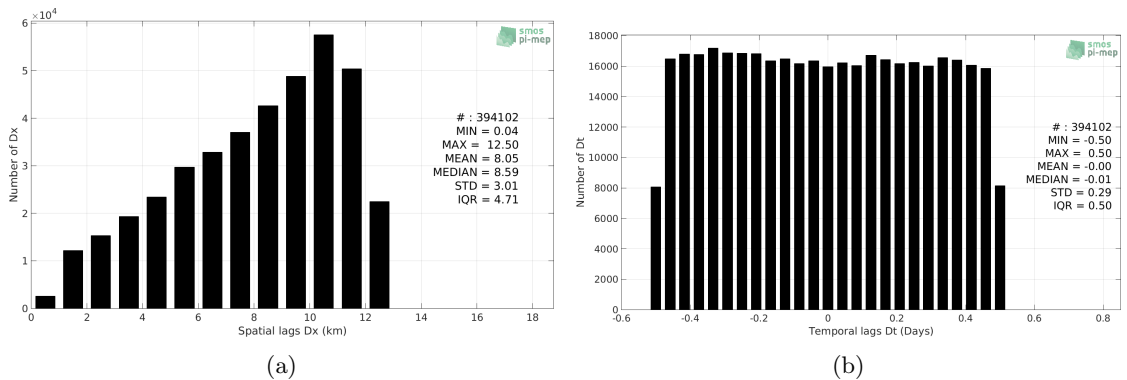 ×10⁴
6
5
4
3
2
1
0
Number of Dx
0 2 4 6 8 10 12 14 16 18
Spatial lags Dx (km)
smos
pi-mep
# : 394102
MIN = 0.04
MAX = 12.50
MEAN = 8.05
MEDIAN = 8.59
STD = 3.01
IQR = 4.71
(a)
18000
16000
14000
12000
10000
8000
6000
4000
2000
0
Number of Dt
-0.6 -0.4 -0.2 0 0.2 0.4 0.6 0.8
Temporal lags Dt (Days)
smos
pi-mep
# : 394102
MIN = -0.50
MAX = 0.50
MEAN = -0.00
MEDIAN = -0.01
STD = 0.29
IQR = 0.50
(b)